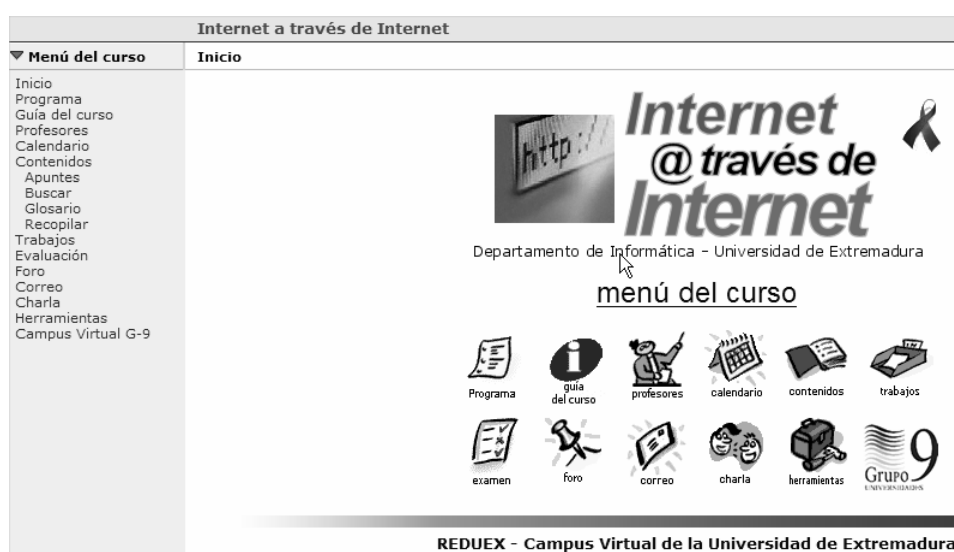 Internet a través de Internet
Menú del curso
Inicio
Inicio
Programa
Guía del curso
Profesores
Calendario
Contenidos
Apuntes
Buscar
Glosario
Recopilar
Trabajos
Evaluación
Foro
Correo
Charla
Herramientas
Campus Virtual G-9
http:/
Internet
@ través de
Internet
Departamento de Informática - Universidad de Extremadura
menú del curso
Programa
guía
del curso
profesores
calendario
contenidos
trabajos
examen
foro
correo
charla
herramientas
9
Grupo
UNIVERSIDADES
REDUEX - Campus Virtual de la Universidad de Extremadura